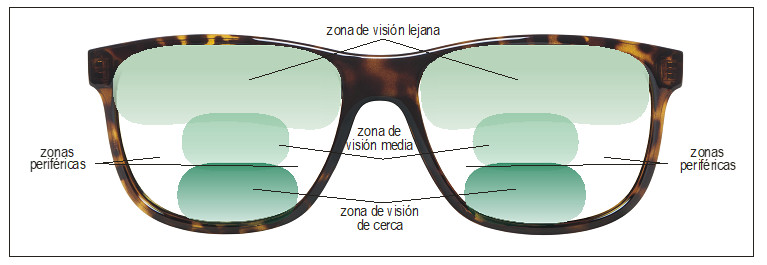 zona de visión lejana
zona de
visión media
zonas
periféricas
zonas
periféricas
zona de visión
de cerca